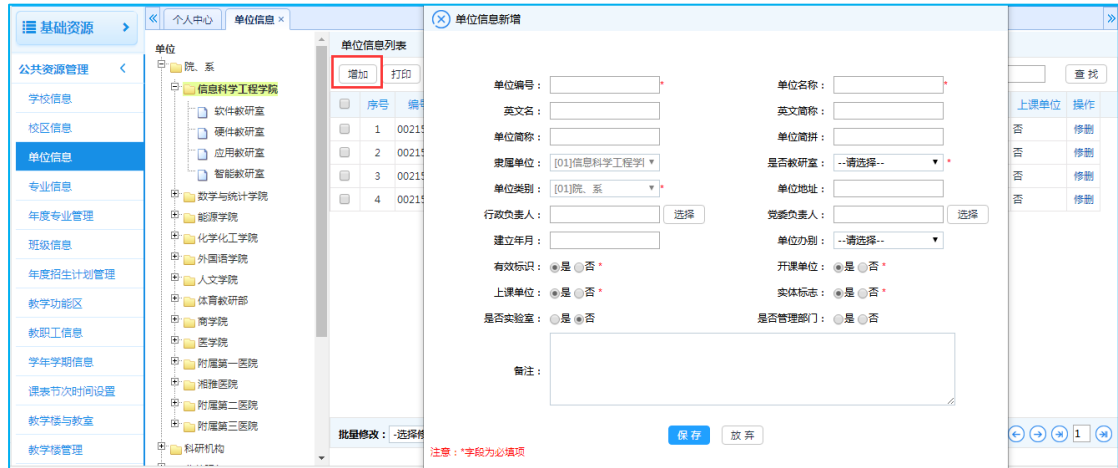 基础资源
公共资源管理
学校信息
校区信息
单位信息
专业信息
年度专业管理
班级信息
年度招生计划管理
教学功能区
教职工信息
学年学期信息
课表节次时间设置
教学楼与教室
教学楼管理
个人中心 单位信息 ×
单位
院、系
信息科学工程学院
软件教研室
硬件教研室
应用教研室
智能教研室
数学与统计学院
能源学院
化学化工学院
外国语学院
人文学院
体育教研部
商学院
医学院
附属第一医院
湘雅医院
附属第二医院
附属第三医院
科研机构
单位信息列表
增加 打印 查 找
序号 编号 上课单位 操作
1 00215 否 修删
2 00215 否 修删
3 00215 否 修删
4 00215 否 修删
批量修改： -选择修 1
单位信息新增
单位编号： * 单位名称： *
英文名： 英文简称：
单位简称： 单位简拼：
隶属单位： [01]信息科学工程学 是否教研室： --请选择-- *
单位类别： [01]院、系 * 单位地址：
行政负责人： 选择 党委负责人： 选择
建立年月： 单位办别： --请选择--
有效标识： 是 否 * 开课单位： 是 否 *
上课单位： 是 否 * 实体标志： 是 否 *
是否实验室： 是 否 是否管理部门： 是 否
备注：
保 存 放 弃
注意：*字段为必填项